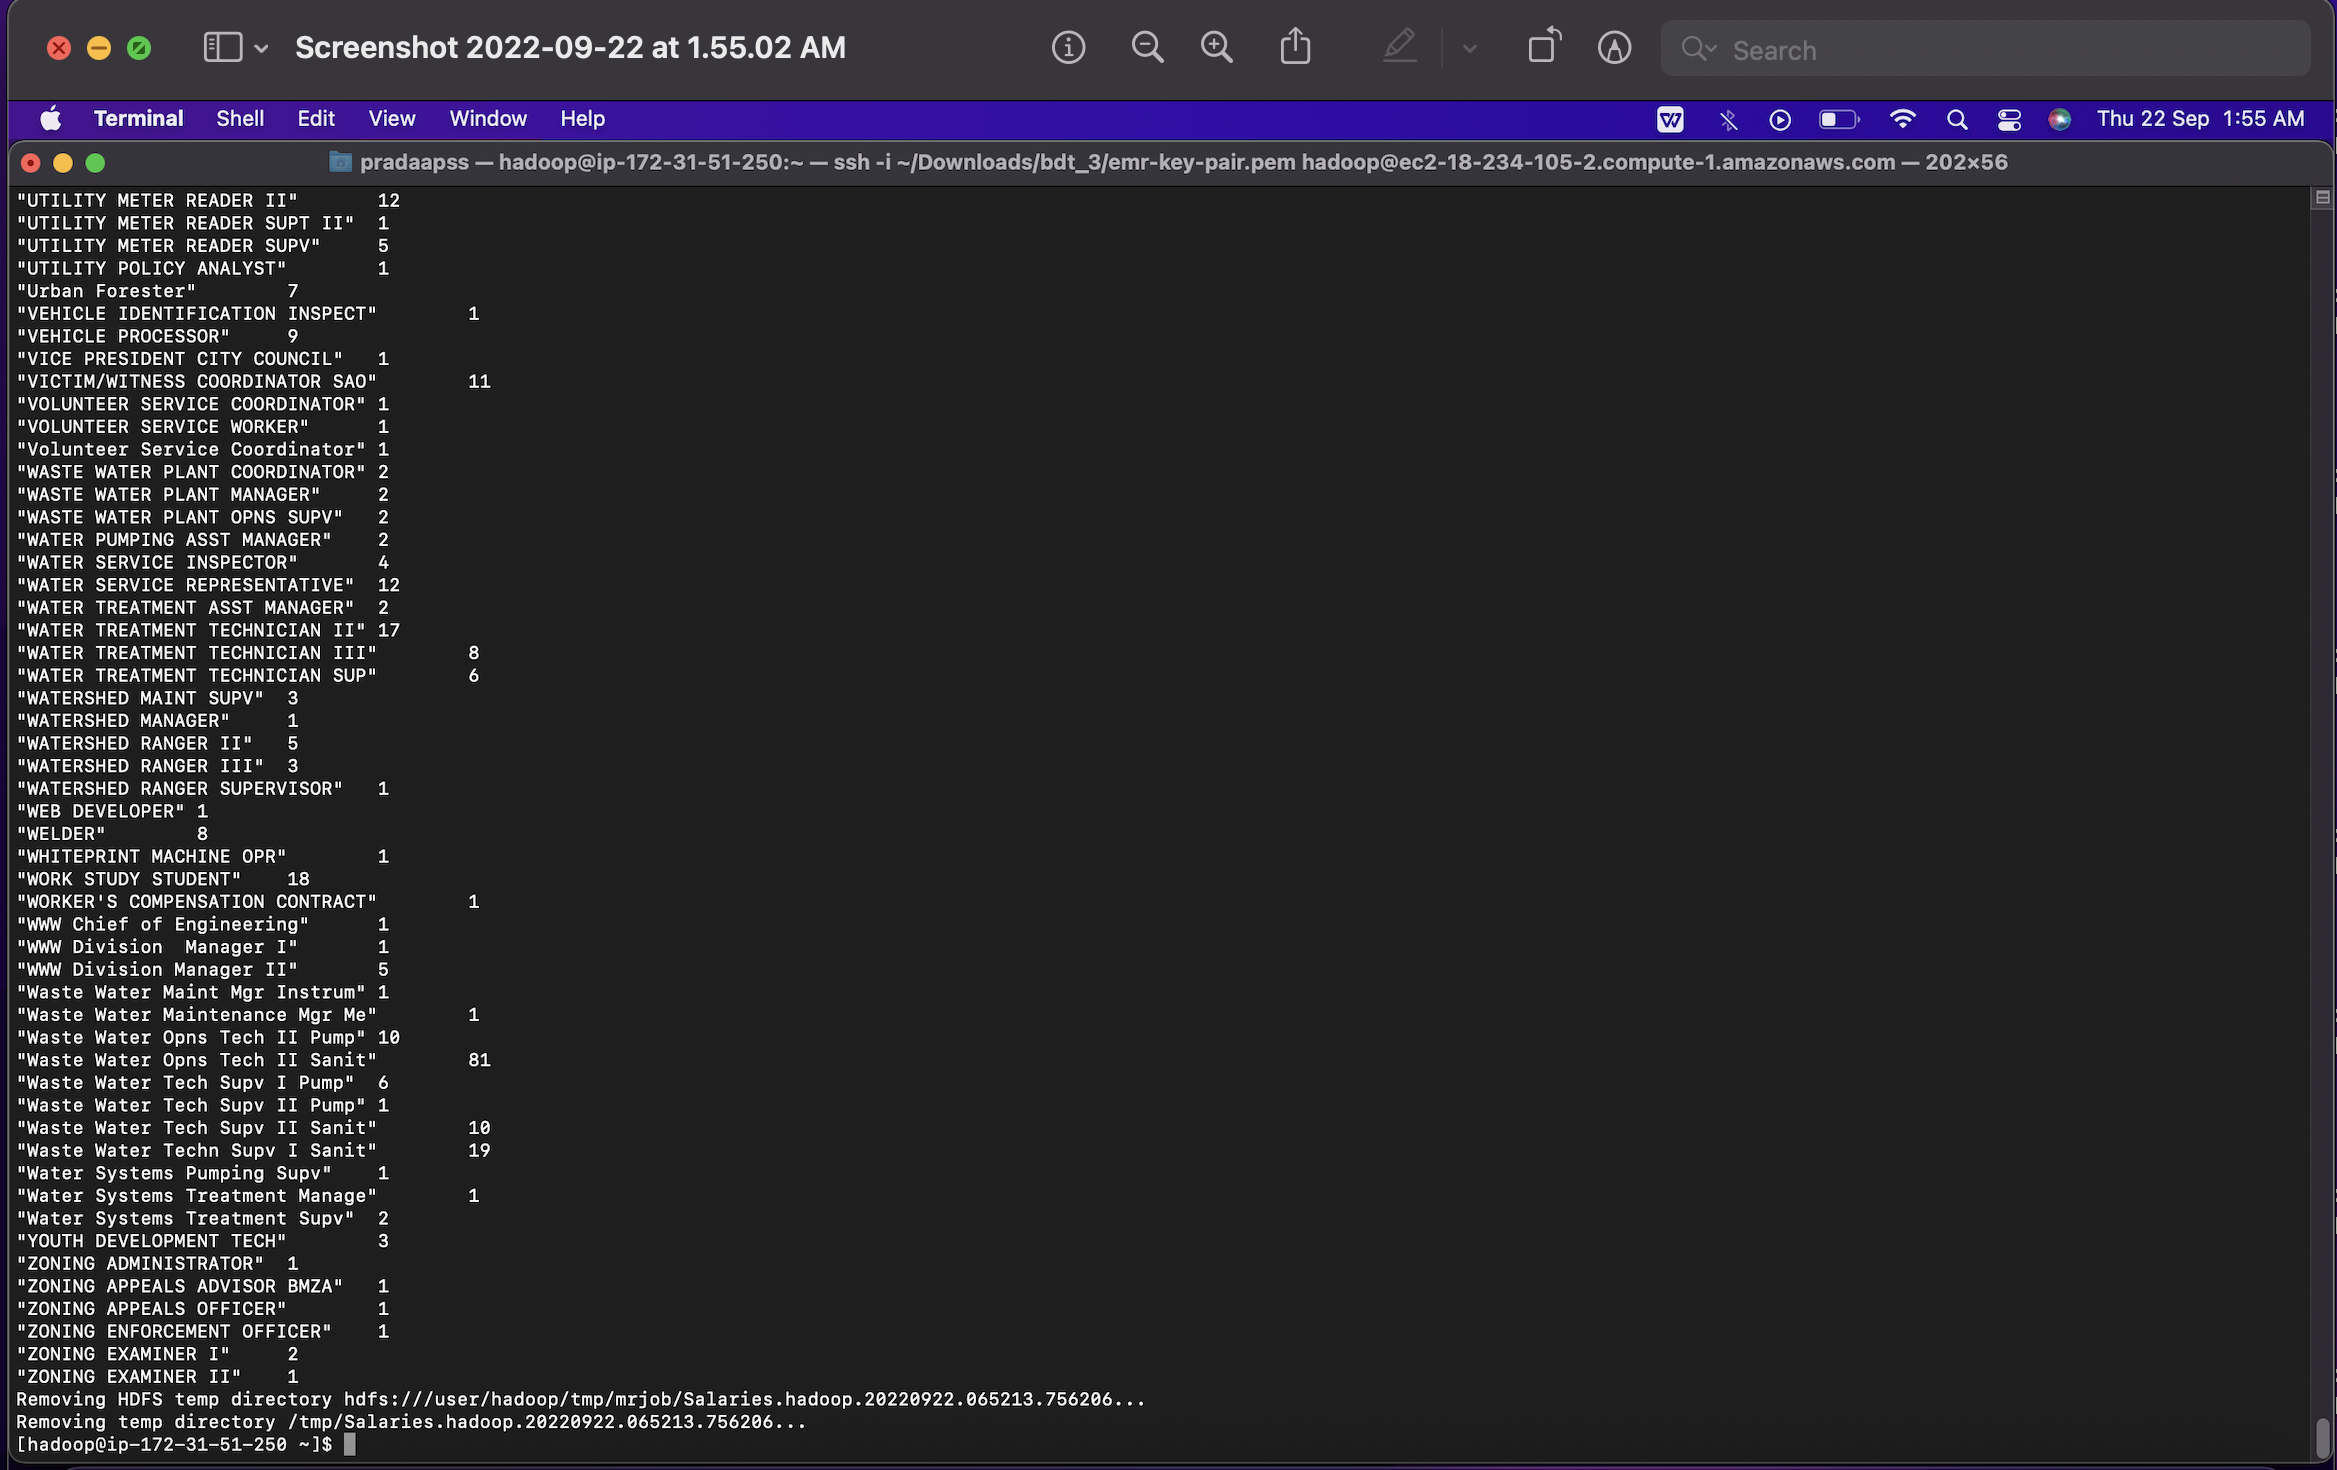 Screenshot 2022-09-22 at 1.55.02 AM
Search
Terminal Shell Edit View Window Help
Thu 22 Sep 1:55 AM
pradaapss — hadoop@ip-172-31-51-250:~ — ssh -i ~/Downloads/bdt_3/emr-key-pair.pem hadoop@ec2-18-234-105-2.compute-1.amazonaws.com — 202×56
"UTILITY METER READER II"	12
"UTILITY METER READER SUPT II"	1
"UTILITY METER READER SUPV"	5
"UTILITY POLICY ANALYST"	1
"Urban Forester"	7
"VEHICLE IDENTIFICATION INSPECT"	1
"VEHICLE PROCESSOR"	9
"VICE PRESIDENT CITY COUNCIL"	1
"VICTIM/WITNESS COORDINATOR SAO"	11
"VOLUNTEER SERVICE COORDINATOR"	1
"VOLUNTEER SERVICE WORKER"	1
"Volunteer Service Coordinator"	1
"WASTE WATER PLANT COORDINATOR"	2
"WASTE WATER PLANT MANAGER"	2
"WASTE WATER PLANT OPNS SUPV"	2
"WATER PUMPING ASST MANAGER"	2
"WATER SERVICE INSPECTOR"	4
"WATER SERVICE REPRESENTATIVE"	12
"WATER TREATMENT ASST MANAGER"	2
"WATER TREATMENT TECHNICIAN II"	17
"WATER TREATMENT TECHNICIAN III"	8
"WATER TREATMENT TECHNICIAN SUP"	6
"WATERSHED MAINT SUPV"	3
"WATERSHED MANAGER"	1
"WATERSHED RANGER II"	5
"WATERSHED RANGER III"	3
"WATERSHED RANGER SUPERVISOR"	1
"WEB DEVELOPER"	1
"WELDER"	8
"WHITEPRINT MACHINE OPR"	1
"WORK STUDY STUDENT"	18
"WORKER'S COMPENSATION CONTRACT"	1
"WWW Chief of Engineering"	1
"WWW Division  Manager I"	1
"WWW Division Manager II"	5
"Waste Water Maint Mgr Instrum"	1
"Waste Water Maintenance Mgr Me"	1
"Waste Water Opns Tech II Pump"	10
"Waste Water Opns Tech II Sanit"	81
"Waste Water Tech Supv I Pump"	6
"Waste Water Tech Supv II Pump"	1
"Waste Water Tech Supv II Sanit"	10
"Waste Water Techn Supv I Sanit"	19
"Water Systems Pumping Supv"	1
"Water Systems Treatment Manage"	1
"Water Systems Treatment Supv"	2
"YOUTH DEVELOPMENT TECH"	3
"ZONING ADMINISTRATOR"	1
"ZONING APPEALS ADVISOR BMZA"	1
"ZONING APPEALS OFFICER"	1
"ZONING ENFORCEMENT OFFICER"	1
"ZONING EXAMINER I"	2
"ZONING EXAMINER II"	1
Removing HDFS temp directory hdfs:///user/hadoop/tmp/mrjob/Salaries.hadoop.20220922.065213.756206...
Removing temp directory /tmp/Salaries.hadoop.20220922.065213.756206...
[hadoop@ip-172-31-51-250 ~]$